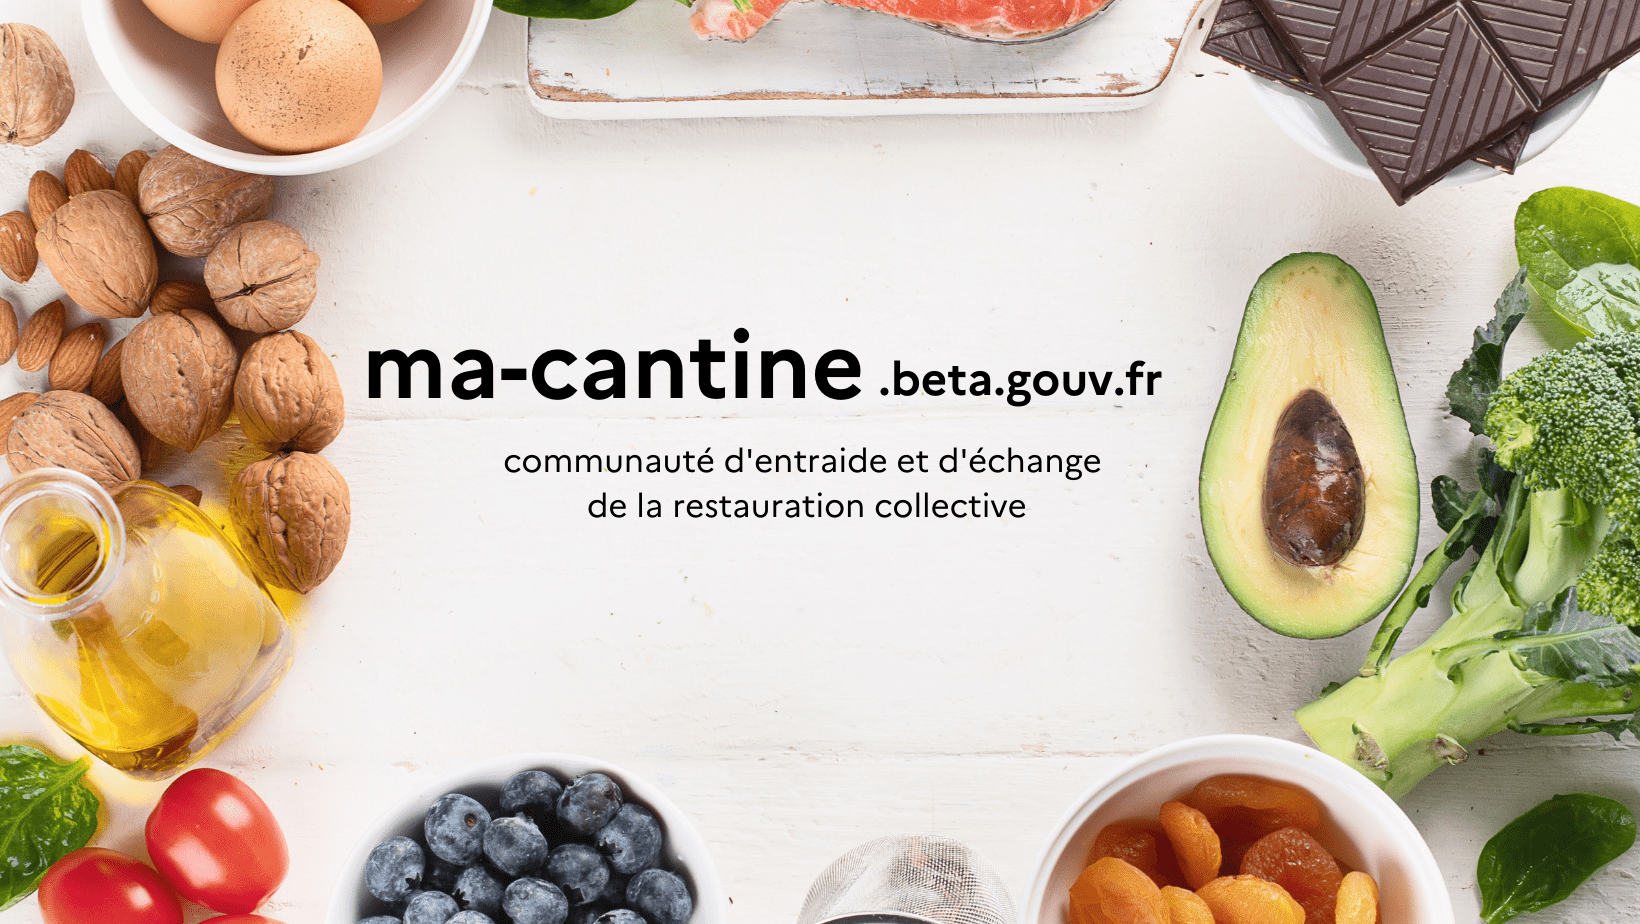 ma-cantine .beta.gouv.fr
communauté d'entraide et d'échange
de la restauration collective